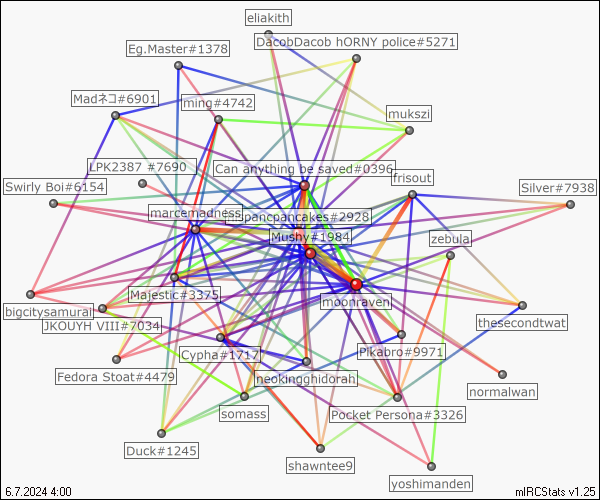 eliakith
DacobDacob hORNY police#5271
Eg.Master#1378
Madネコ#6901
ming#4742
mukszi
LPK2387 #7690
Can anything be saved#0396
frisout
Swirly Boi#6154
Silver#7938
marcemadness
pancpancakes#2928
Mushy#1984
zebula
Majestic#3375
moonraven
bigcitysamurai
JKOUYH VIII#7034
thesecondtwat
Cypha#1717
Pikabro#9971
Fedora Stoat#4479
neokingghidorah
normalwan
somass
Pocket Persona#3326
Duck#1245
shawntee9
yoshimanden
6.7.2024 4:00
mIRCStats v1.25